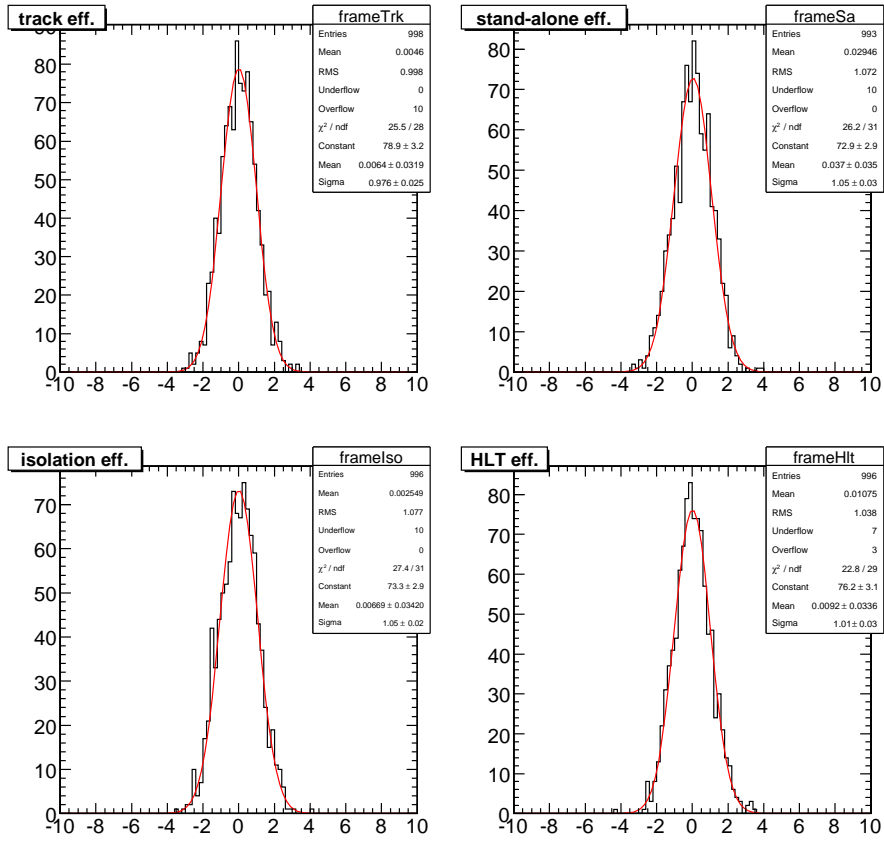 track eff.
frameTrk
Entries 998
Mean 0.0046
RMS 0.998
Underflow 0
Overflow 10
χ² / ndf 25.5 / 28
Constant 78.9 ± 3.2
Mean 0.0064 ± 0.0319
Sigma 0.976 ± 0.025
80
70
60
50
40
30
20
10
0
-10 -8 -6 -4 -2 0 2 4 6 8 10
stand-alone eff.
frameSa
Entries 993
Mean 0.02946
RMS 1.072
Underflow 10
Overflow 0
χ² / ndf 26.2 / 31
Constant 72.9 ± 2.9
Mean 0.037 ± 0.035
Sigma 1.05 ± 0.03
80
70
60
50
40
30
20
10
0
-10 -8 -6 -4 -2 0 2 4 6 8 10
isolation eff.
frameIso
Entries 996
Mean 0.002549
RMS 1.077
Underflow 10
Overflow 0
χ² / ndf 27.4 / 31
Constant 73.3 ± 2.9
Mean 0.00669 ± 0.03420
Sigma 1.05 ± 0.02
70
60
50
40
30
20
10
0
-10 -8 -6 -4 -2 0 2 4 6 8 10
HLT eff.
frameHlt
Entries 996
Mean 0.01075
RMS 1.038
Underflow 7
Overflow 3
χ² / ndf 22.8 / 29
Constant 76.2 ± 3.1
Mean 0.0092 ± 0.0336
Sigma 1.01 ± 0.03
80
70
60
50
40
30
20
10
0
-10 -8 -6 -4 -2 0 2 4 6 8 10